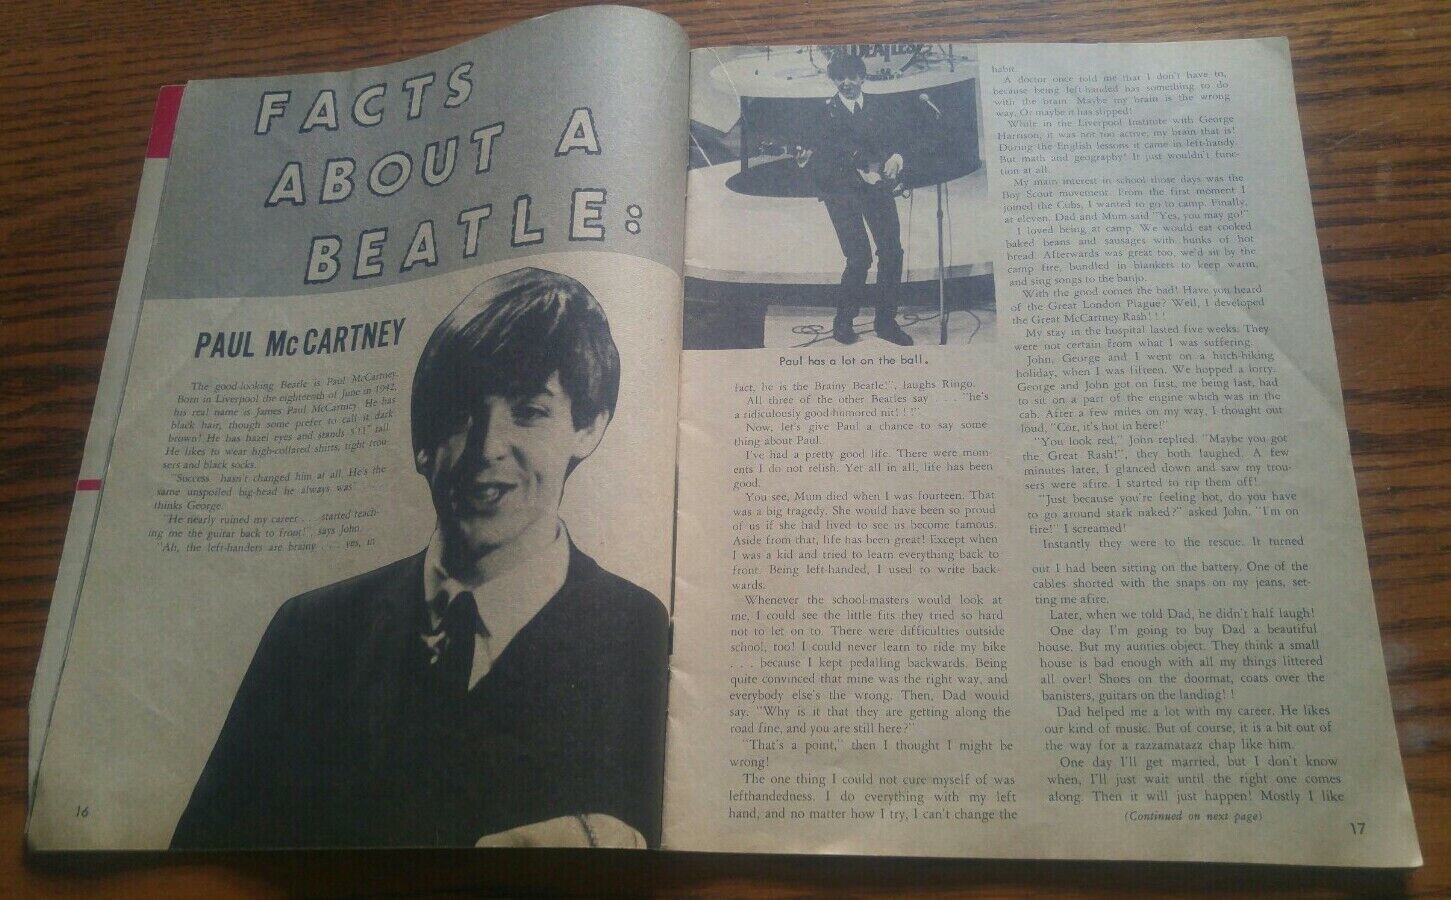 FACTS
ABOUT A
BEATLE:
PAUL McCARTNEY
The good-looking Beatle is Paul McCartney.
Born in Liverpool the eighteenth of June in 1942,
his real name is James Paul McCartney. He has
black hair, though some prefer to call it dark
brown! He has hazel eyes and stands 5'11" tall.
He likes to wear high-collared shirts, tight trou-
sers and black socks.
"Success hasn't changed him at all. He's the
same unspoiled big-head he always was"
thinks George.
"He nearly ruined my career . . . started teach-
ing me the guitar back to front!", says John.
"Ah, the left-handers are brainy . . . yes, in
16
BEATLES
Paul has a lot on the ball.
fact, he is the Brainy Beatle!", laughs Ringo.
All three of the other Beatles say . . . "he's
a ridiculously good-humored nit! ! !".
Now, let's give Paul a chance to say some
thing about Paul.
I've had a pretty good life. There were mom-
ents I do not relish. Yet all in all, life has been
good.
You see, Mum died when I was fourteen. That
was a big tragedy. She would have been so proud
of us if she had lived to see us become famous.
Aside from that, life has been great! Except when
I was a kid and tried to learn everything back to
front. Being left-handed, I used to write back-
wards.
Whenever the school-masters would look at
me, I could see the little fits they tried so hard
not to let on to. There were difficulties outside
school, too! I could never learn to ride my bike
. . . because I kept pedalling backwards. Being
quite convinced that mine was the right way, and
everybody else's the wrong. Then, Dad would
say. "Why is it that they are getting along the
road fine, and you are still here?"
"That's a point," then I thought I might be
wrong!
The one thing I could not cure myself of was
lefthandedness. I do everything with my left
hand, and no matter how I try, I can't change the
habit.
A doctor once told me that I don't have to,
because being left-handed has something to do
with the brain. Maybe my brain is the wrong
way. Or maybe it has slipped!
While in the Liverpool Institute with George
Harrison, it was not too active, my brain that is!
During the English lessons it came in left-handy.
But math and geography! It just wouldn't func-
tion at all.
My main interest in school those days was the
Boy Scout movement. From the first moment I
joined the Cubs, I wanted to go to camp. Finally,
at eleven, Dad and Mum said "Yes, you may go!"
I loved being at camp. We would eat cooked
baked beans and sausages with hunks of hot
bread. Afterwards was great too, we'd sit by the
camp fire, bundled in blankets to keep warm,
and sing songs to the banjo.
With the good comes the bad! Have you heard
of the Great London Plague? Well, I developed
the Great McCartney Rash! ! !
My stay in the hospital lasted five weeks. They
were not certain from what I was suffering.
John, George and I went on a hitch-hiking
holiday, when I was fifteen. We hopped a lorry.
George and John got on first, me being last, had
to sit on a part of the engine which was in the
cab. After a few miles on my way, I thought out
loud, "Cor, it's hot in here!"
"You look red," John replied. "Maybe you got
the Great Rash!", they both laughed. A few
minutes later, I glanced down and saw my trou-
sers were afire. I started to rip them off!
"Just because you're feeling hot, do you have
to go around stark naked?" asked John. "I'm on
fire!" I screamed!
Instantly they were to the rescue. It turned
out I had been sitting on the battery. One of the
cables shorted with the snaps on my jeans, set-
ting me afire.
Later, when we told Dad, he didn't half laugh!
One day I'm going to buy Dad a beautiful
house. But my aunties object. They think a small
house is bad enough with all my things littered
all over! Shoes on the doormat, coats over the
banisters, guitars on the landing! !
Dad helped me a lot with my career. He likes
our kind of music. But of course, it is a bit out of
the way for a razzamatazz chap like him.
One day I'll get married, but I don't know
when, I'll just wait until the right one comes
along. Then it will just happen! Mostly I like
(Continued on next page)
17